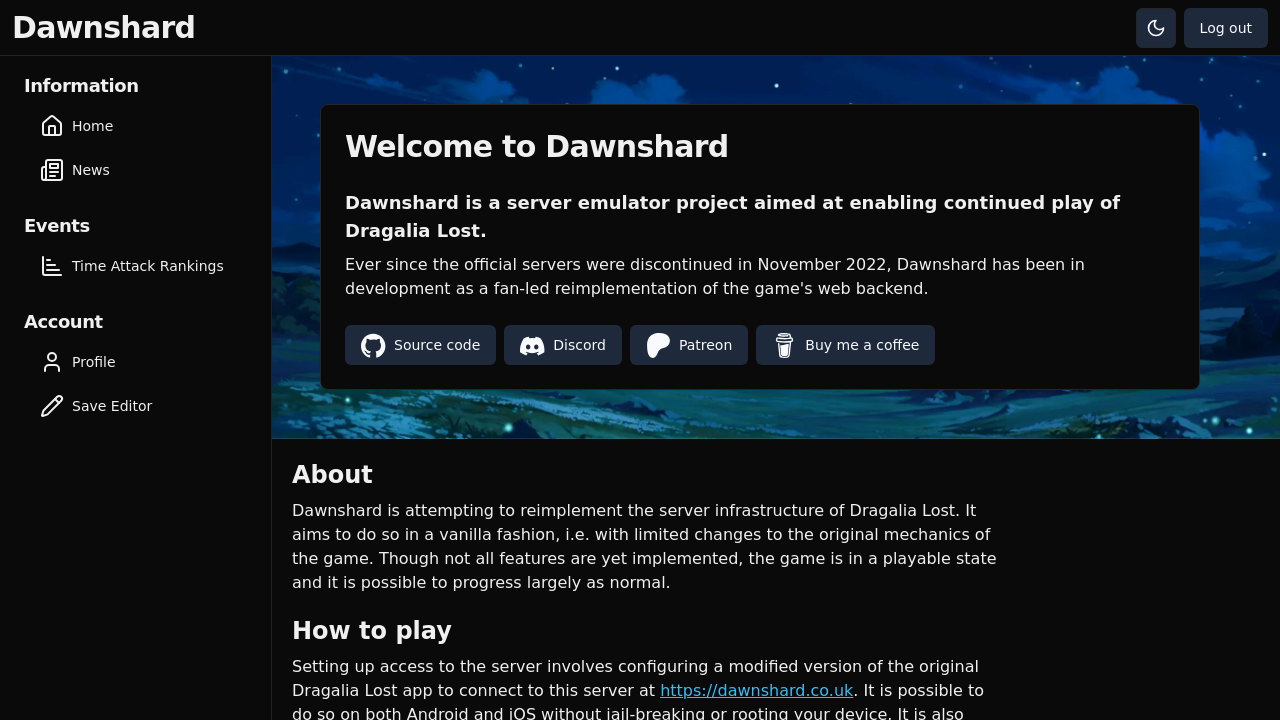 Dawnshard
Log out
Information
Home
News
Events
Time Attack Rankings
Account
Profile
Save Editor
Welcome to Dawnshard
Dawnshard is a server emulator project aimed at enabling continued play of
Dragalia Lost.
Ever since the official servers were discontinued in November 2022, Dawnshard has been in
development as a fan-led reimplementation of the game's web backend.
Source code
Discord
Patreon
Buy me a coffee
About
Dawnshard is attempting to reimplement the server infrastructure of Dragalia Lost. It
aims to do so in a vanilla fashion, i.e. with limited changes to the original mechanics of
the game. Though not all features are yet implemented, the game is in a playable state
and it is possible to progress largely as normal.
How to play
Setting up access to the server involves configuring a modified version of the original
Dragalia Lost app to connect to this server at https://dawnshard.co.uk. It is possible to
do so on both Android and iOS without jail-breaking or rooting your device. It is also